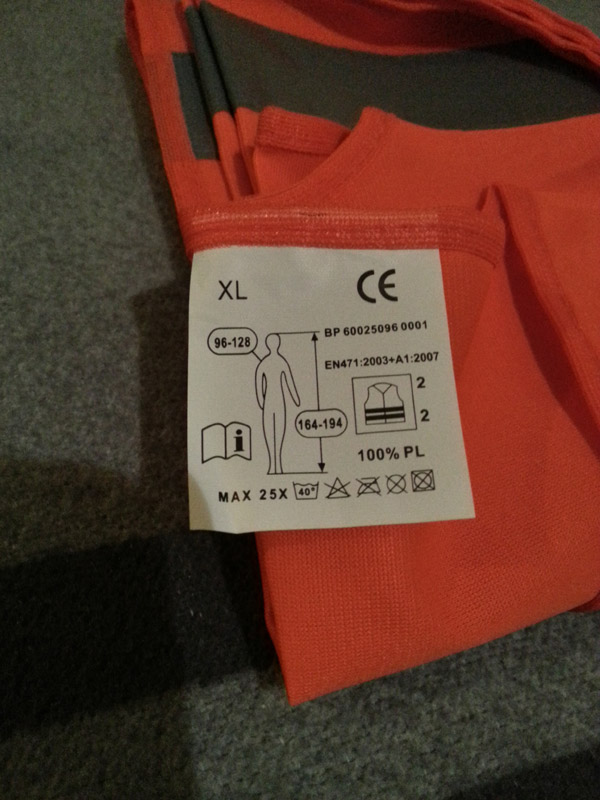 XL CE
BP 60025096 0001
96-128
EN471:2003+A1:2007
2
164-194
2
i
100% PL
MAX 25X 40°